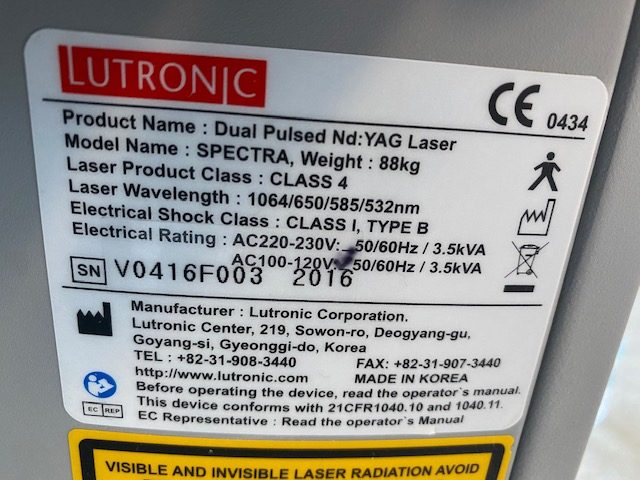 LUTRONIC
CE 0434
Product Name : Dual Pulsed Nd:YAG Laser
Model Name : SPECTRA, Weight : 88kg
Laser Product Class : CLASS 4
Laser Wavelength : 1064/650/585/532nm
Electrical Shock Class : CLASS I, TYPE B
Electrical Rating : AC220-230V: 50/60Hz / 3.5kVA
AC100-120V: 50/60Hz / 3.5kVA
SN V0416F003 2016
Manufacturer : Lutronic Corporation.
Lutronic Center, 219, Sowon-ro, Deogyang-gu,
Goyang-si, Gyeonggi-do, Korea
TEL : +82-31-908-3440 FAX: +82-31-907-3440
http://www.lutronic.com MADE IN KOREA
Before operating the device, read the operator`s manual.
This device conforms with 21CFR1040.10 and 1040.11.
EC REP EC Representative : Read the operator`s Manual
VISIBLE AND INVISIBLE LASER RADIATION AVOID